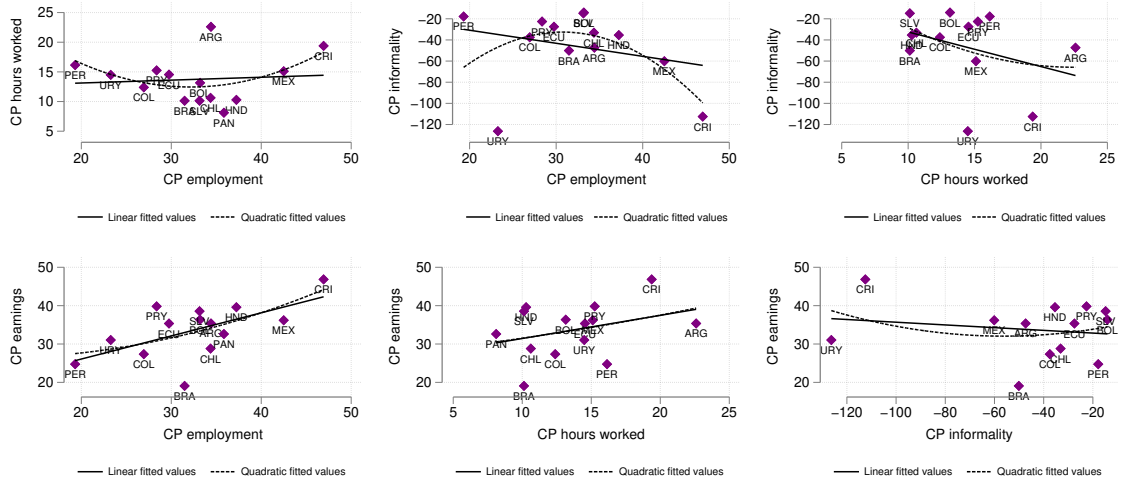 25
20
15
10
5
CP hours worked
PER
URY
COL
PRY
ECU
BRA
SLV
BOL
CHL
ARG
PAN
HND
MEX
CRI
20 30 40 50
CP employment
Linear fitted values Quadratic fitted values
−20
−40
−60
−80
−100
−120
CP informality
PER
URY
COL
PRY
ECU
BRA
BOL
CHL
ARG
HND
MEX
CRI
20 30 40 50
CP employment
Linear fitted values Quadratic fitted values
−20
−40
−60
−80
−100
−120
CP informality
SLV
HND
BRA
COL
BOL
ECU
PRY
PER
MEX
URY
CRI
ARG
5 10 15 20 25
CP hours worked
Linear fitted values Quadratic fitted values
50
40
30
20
CP earnings
PER
URY
COL
PRY
ECU
BRA
SLV
BOL
ARG
CHL
PAN
HND
MEX
CRI
20 30 40 50
CP employment
Linear fitted values Quadratic fitted values
50
40
30
20
CP earnings
PAN
HND
SLV
CHL
BRA
COL
BOL
PRY
ECU
MEX
URY
PER
CRI
ARG
5 10 15 20 25
CP hours worked
Linear fitted values Quadratic fitted values
50
40
30
20
CP earnings
URY
CRI
MEX
ARG
BRA
COL
CHL
HND
ECU
PRY
SLV
BOL
PER
−120 −100 −80 −60 −40 −20
CP informality
Linear fitted values Quadratic fitted values